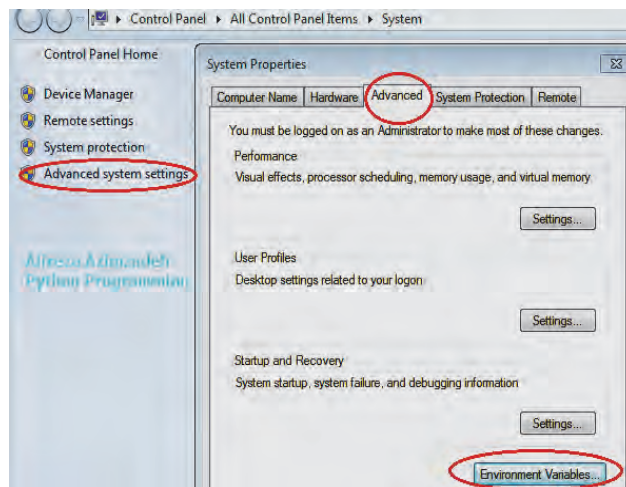 Control Panel ▸ All Control Panel Items ▸ System
Control Panel Home
Device Manager
Remote settings
System protection
Advanced system settings
Python Programming
System Properties
Computer Name Hardware Advanced System Protection Remote
You must be logged on as an Administrator to make most of these changes.
Performance
Visual effects, processor scheduling, memory usage, and virtual memory
Settings...
User Profiles
Desktop settings related to your logon
Settings...
Startup and Recovery
System startup, system failure, and debugging information
Settings...
Environment Variables...